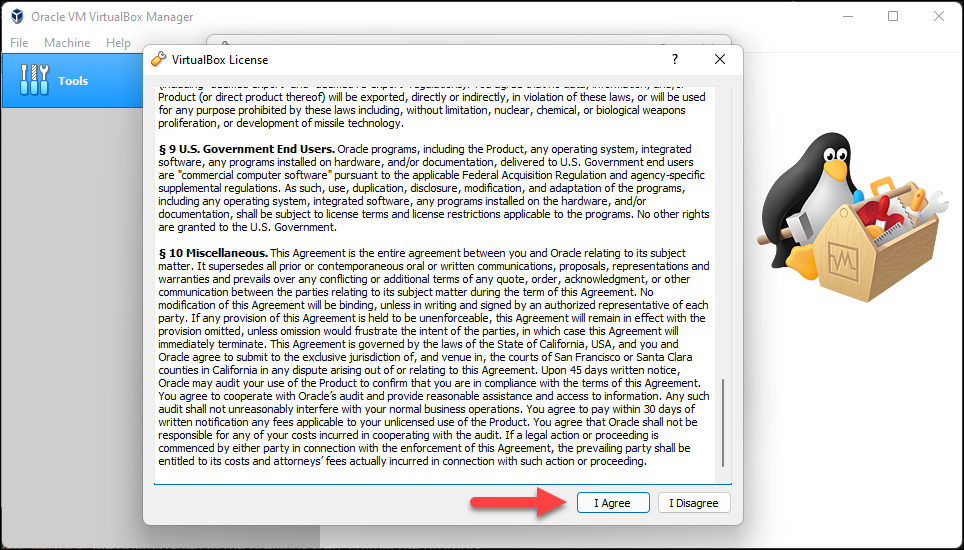 Oracle VM VirtualBox Manager
File Machine Help
VirtualBox License
?
Tools
Product (or direct product thereof) will be exported, directly or indirectly, in violation of these laws, or will be used
for any purpose prohibited by these laws including, without limitation, nuclear, chemical, or biological weapons
proliferation, or development of missile technology.
§ 9 U.S. Government End Users. Oracle programs, including the Product, any operating system, integrated
software, any programs installed on hardware, and/or documentation, delivered to U.S. Government end users
are "commercial computer software" pursuant to the applicable Federal Acquisition Regulation and agency-specific
supplemental regulations. As such, use, duplication, disclosure, modification, and adaptation of the programs,
including any operating system, integrated software, any programs installed on the hardware, and/or
documentation, shall be subject to license terms and license restrictions applicable to the programs. No other rights
are granted to the U.S. Government.
§ 10 Miscellaneous. This Agreement is the entire agreement between you and Oracle relating to its subject
matter. It supersedes all prior or contemporaneous oral or written communications, proposals, representations and
warranties and prevails over any conflicting or additional terms of any quote, order, acknowledgment, or other
communication between the parties relating to its subject matter during the term of this Agreement. No
modification of this Agreement will be binding, unless in writing and signed by an authorized representative of each
party. If any provision of this Agreement is held to be unenforceable, this Agreement will remain in effect with the
provision omitted, unless omission would frustrate the intent of the parties, in which case this Agreement will
immediately terminate. This Agreement is governed by the laws of the State of California, USA, and you and
Oracle agree to submit to the exclusive jurisdiction of, and venue in, the courts of San Francisco or Santa Clara
counties in California in any dispute arising out of or relating to this Agreement. Upon 45 days written notice,
Oracle may audit your use of the Product to confirm that you are in compliance with the terms of this Agreement.
You agree to cooperate with Oracle's audit and provide reasonable assistance and access to information. Any such
audit shall not unreasonably interfere with your normal business operations. You agree to pay within 30 days of
written notification any fees applicable to your unlicensed use of the Product. You agree that Oracle shall not be
responsible for any of your costs incurred in cooperating with the audit. If a legal action or proceeding is
commenced by either party in connection with the enforcement of this Agreement, the prevailing party shall be
entitled to its costs and attorneys' fees actually incurred in connection with such action or proceeding.
I Agree
I Disagree